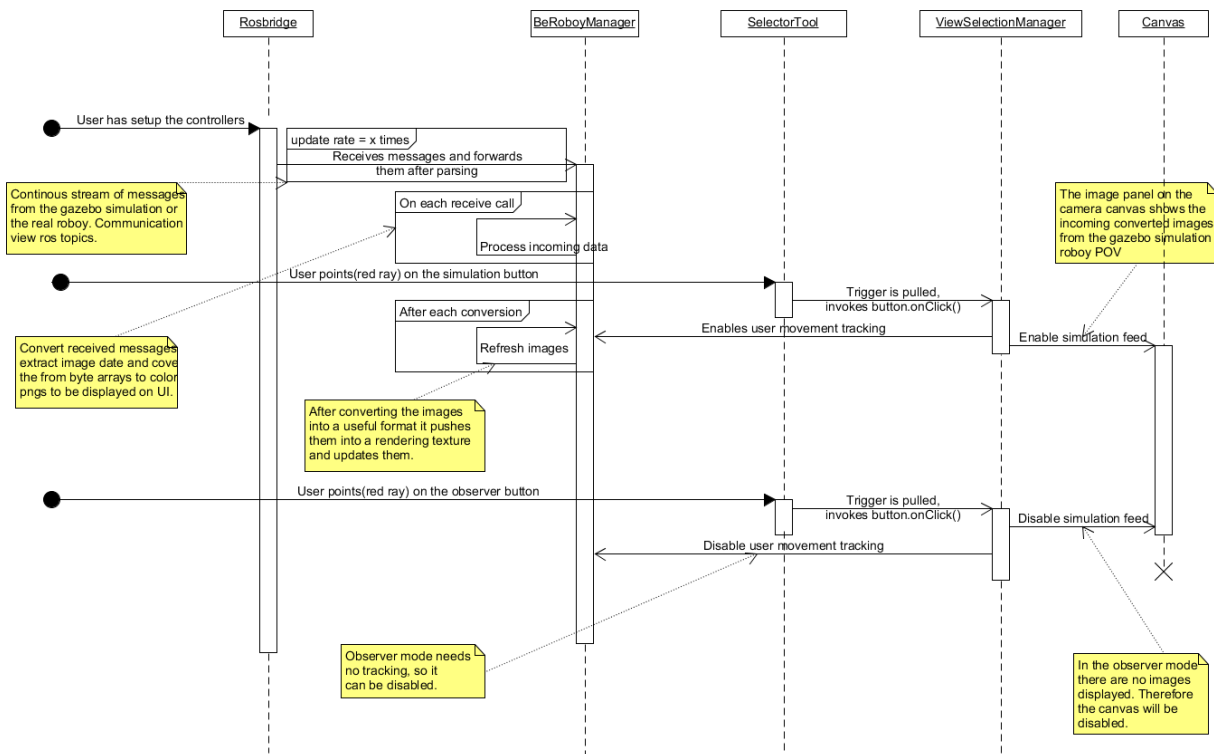 Rosbridge
BeRoboyManager
SelectorTool
ViewSelectionManager
Canvas
User has setup the controllers
update rate = x times
Receives messages and forwards
them after parsing
Continous stream of messages
from the gazebo simulation or
the real roboy. Communication
view ros topics.
On each receive call
Process incoming data
The image panel on the
camera canvas shows the
incoming converted images
from the gazebo simulation
roboy POV
User points(red ray) on the simulation button
Trigger is pulled,
invokes button.onClick()
After each conversion
Refresh images
Enables user movement tracking
Enable simulation feed
Convert received messages
extract image date and cove
the from byte arrays to color
pngs to be displayed on UI.
After converting the images
into a useful format it pushes
them into a rendering texture
and updates them.
User points(red ray) on the observer button
Trigger is pulled,
invokes button.onClick()
Disable simulation feed
Disable user movement tracking
Observer mode needs
no tracking, so it
can be disabled.
In the observer mode
there are no images
displayed. Therefore
the canvas will be
disabled.